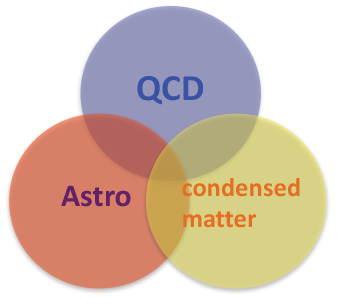 QCD
Astro
condensed
matter